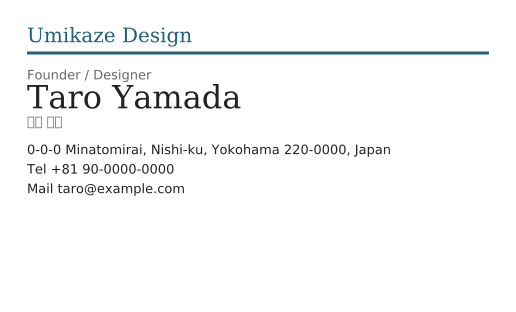 Umikaze Design
Founder / Designer
Taro Yamada
0-0-0 Minatomirai, Nishi-ku, Yokohama 220-0000, Japan
Tel +81 90-0000-0000
Mail taro@example.com